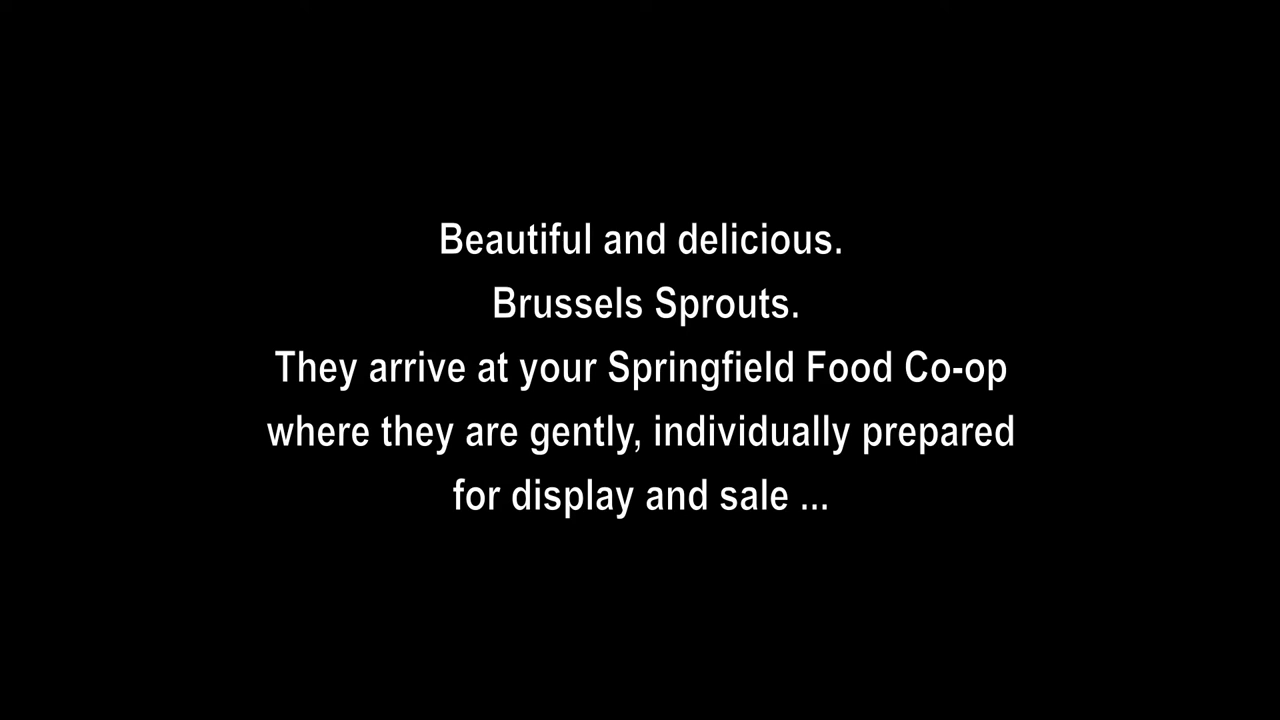 Beautiful and delicious.
Brussels Sprouts.
They arrive at your Springfield Food Co-op
where they are gently, individually prepared
for display and sale ...